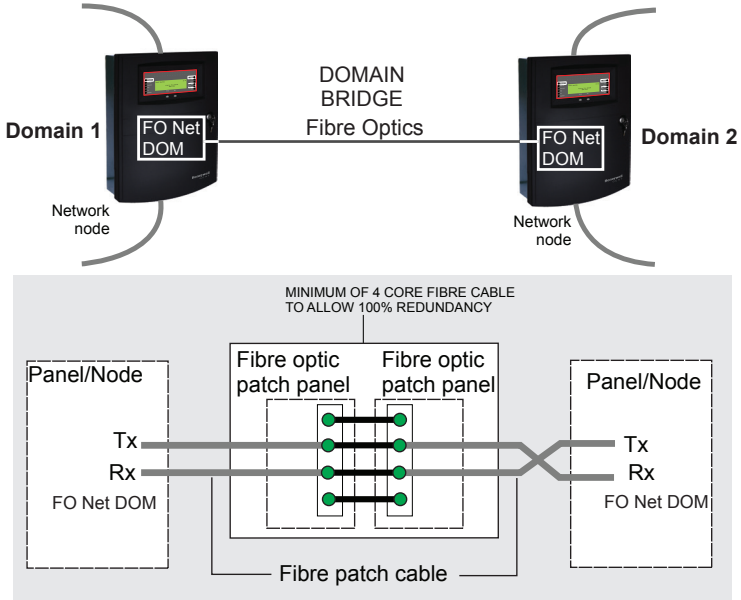 DOMAIN
BRIDGE
Fibre Optics
Domain 1
FO Net
DOM
FO Net
DOM
Domain 2
Network
node
Network
node
MINIMUM OF 4 CORE FIBRE CABLE
TO ALLOW 100% REDUNDANCY
Panel/Node
Fibre optic
patch panel
Fibre optic
patch panel
Panel/Node
Tx
Rx
FO Net DOM
Tx
Rx
FO Net DOM
Fibre patch cable